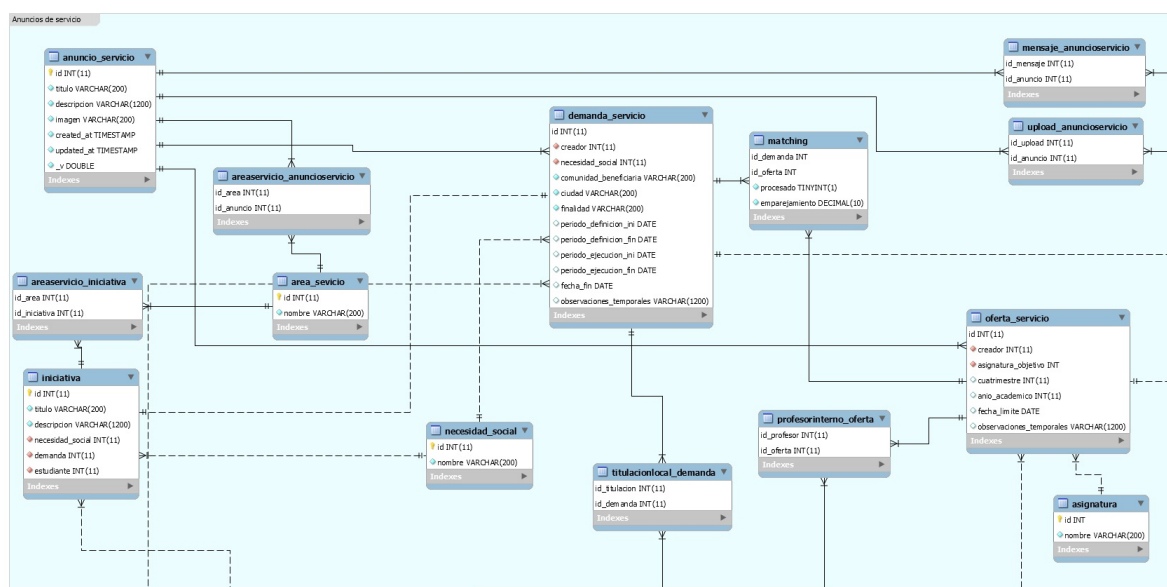 Anuncios de servicio
anuncio_servicio
id INT(11)
titulo VARCHAR(200)
descripcion VARCHAR(1200)
imagen VARCHAR(200)
created_at TIMESTAMP
updated_at TIMESTAMP
_v DOUBLE
Indexes
mensaje_anuncioservicio
id_mensaje INT(11)
id_anuncio INT(11)
Indexes
demanda_servicio
id INT(11)
creador INT(11)
necesidad_social INT(11)
comunidad_beneficiaria VARCHAR(200)
ciudad VARCHAR(200)
finalidad VARCHAR(200)
periodo_definicion_ini DATE
periodo_definicion_fin DATE
periodo_ejecucion_ini DATE
periodo_ejecucion_fin DATE
fecha_fin DATE
observaciones_temporales VARCHAR(1200)
Indexes
upload_anuncioservicio
id_upload INT(11)
id_anuncio INT(11)
Indexes
matching
id_demanda INT
id_oferta INT
procesado TINYINT(1)
emparejamiento DECIMAL(10)
Indexes
areaservicio_anuncioservicio
id_area INT(11)
id_anuncio INT(11)
Indexes
areaservicio_iniciativa
id_area INT(11)
id_iniciativa INT(11)
Indexes
area_sevicio
id INT(11)
nombre VARCHAR(200)
Indexes
oferta_servicio
id INT(11)
creador INT(11)
asignatura_objetivo INT
cuatrimestre INT(11)
anio_academico INT(11)
fecha_limite DATE
observaciones_temporales VARCHAR(1200)
Indexes
iniciativa
id INT(11)
titulo VARCHAR(200)
descripcion VARCHAR(1200)
necesidad_social INT(11)
demanda INT(11)
estudiante INT(11)
Indexes
necesidad_social
id INT(11)
nombre VARCHAR(200)
Indexes
profesorinterno_oferta
id_profesor INT(11)
id_oferta INT(11)
Indexes
titulacionlocal_demanda
id_titulacion INT(11)
id_demanda INT(11)
Indexes
asignatura
id INT
nombre VARCHAR(200)
Indexes